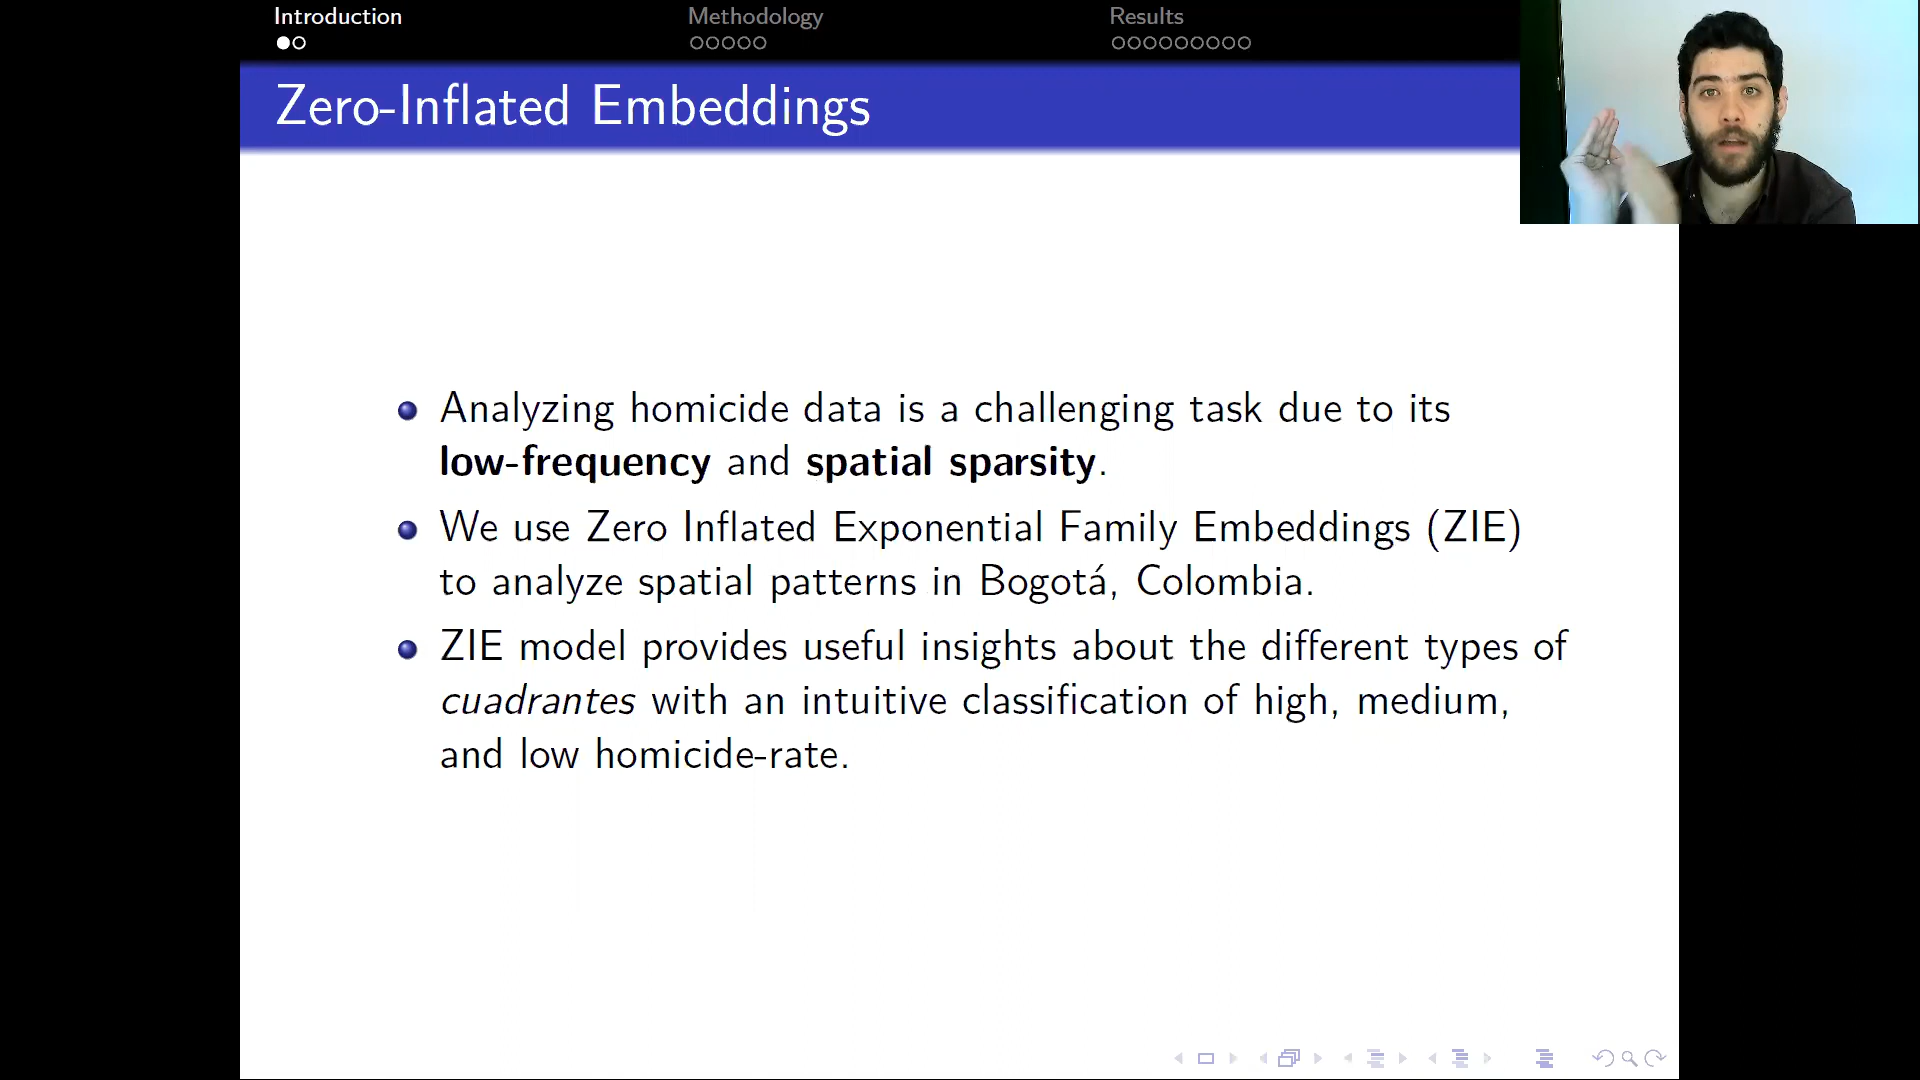 Introduction
Methodology
Results
Zero-Inflated Embeddings
Analyzing homicide data is a challenging task due to its
low-frequency and spatial sparsity.
We use Zero Inflated Exponential Family Embeddings (ZIE)
to analyze spatial patterns in Bogotá, Colombia.
ZIE model provides useful insights about the different types of
cuadrantes with an intuitive classification of high, medium,
and low homicide-rate.